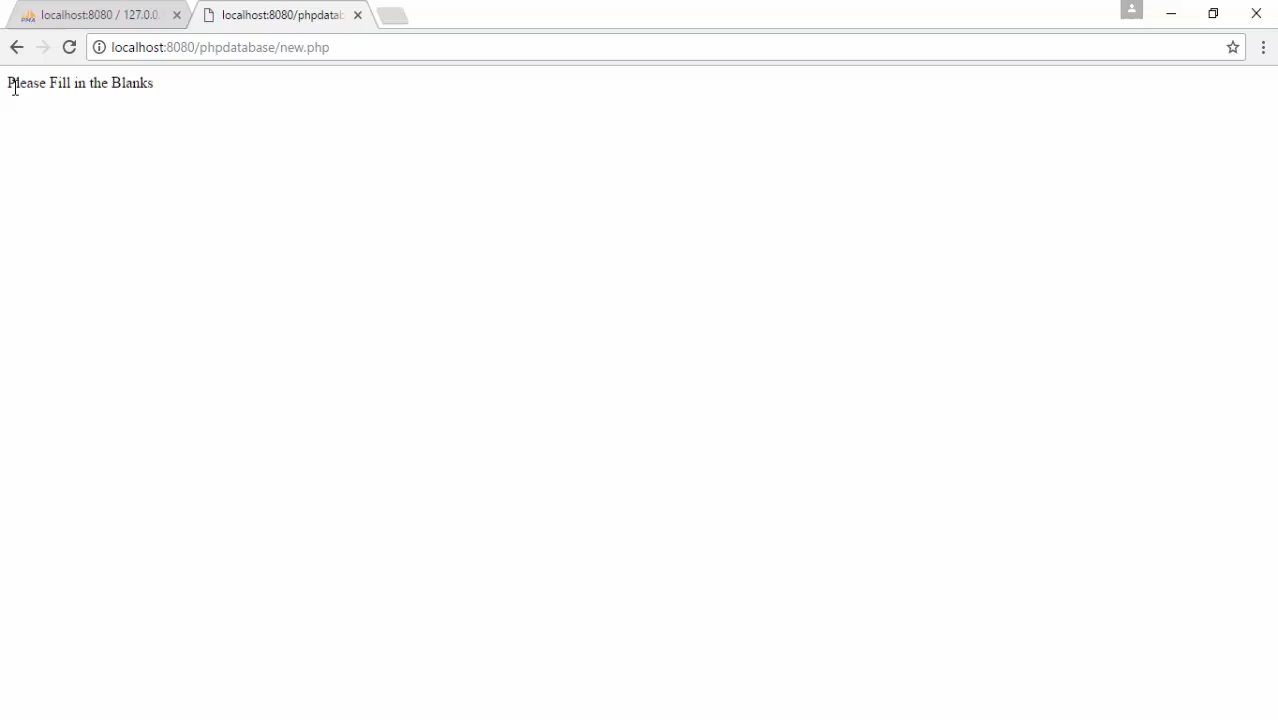 localhost:8080 / 127.0.0.
localhost:8080/phpdatab
localhost:8080/phpdatabase/new.php
Please Fill in the Blanks